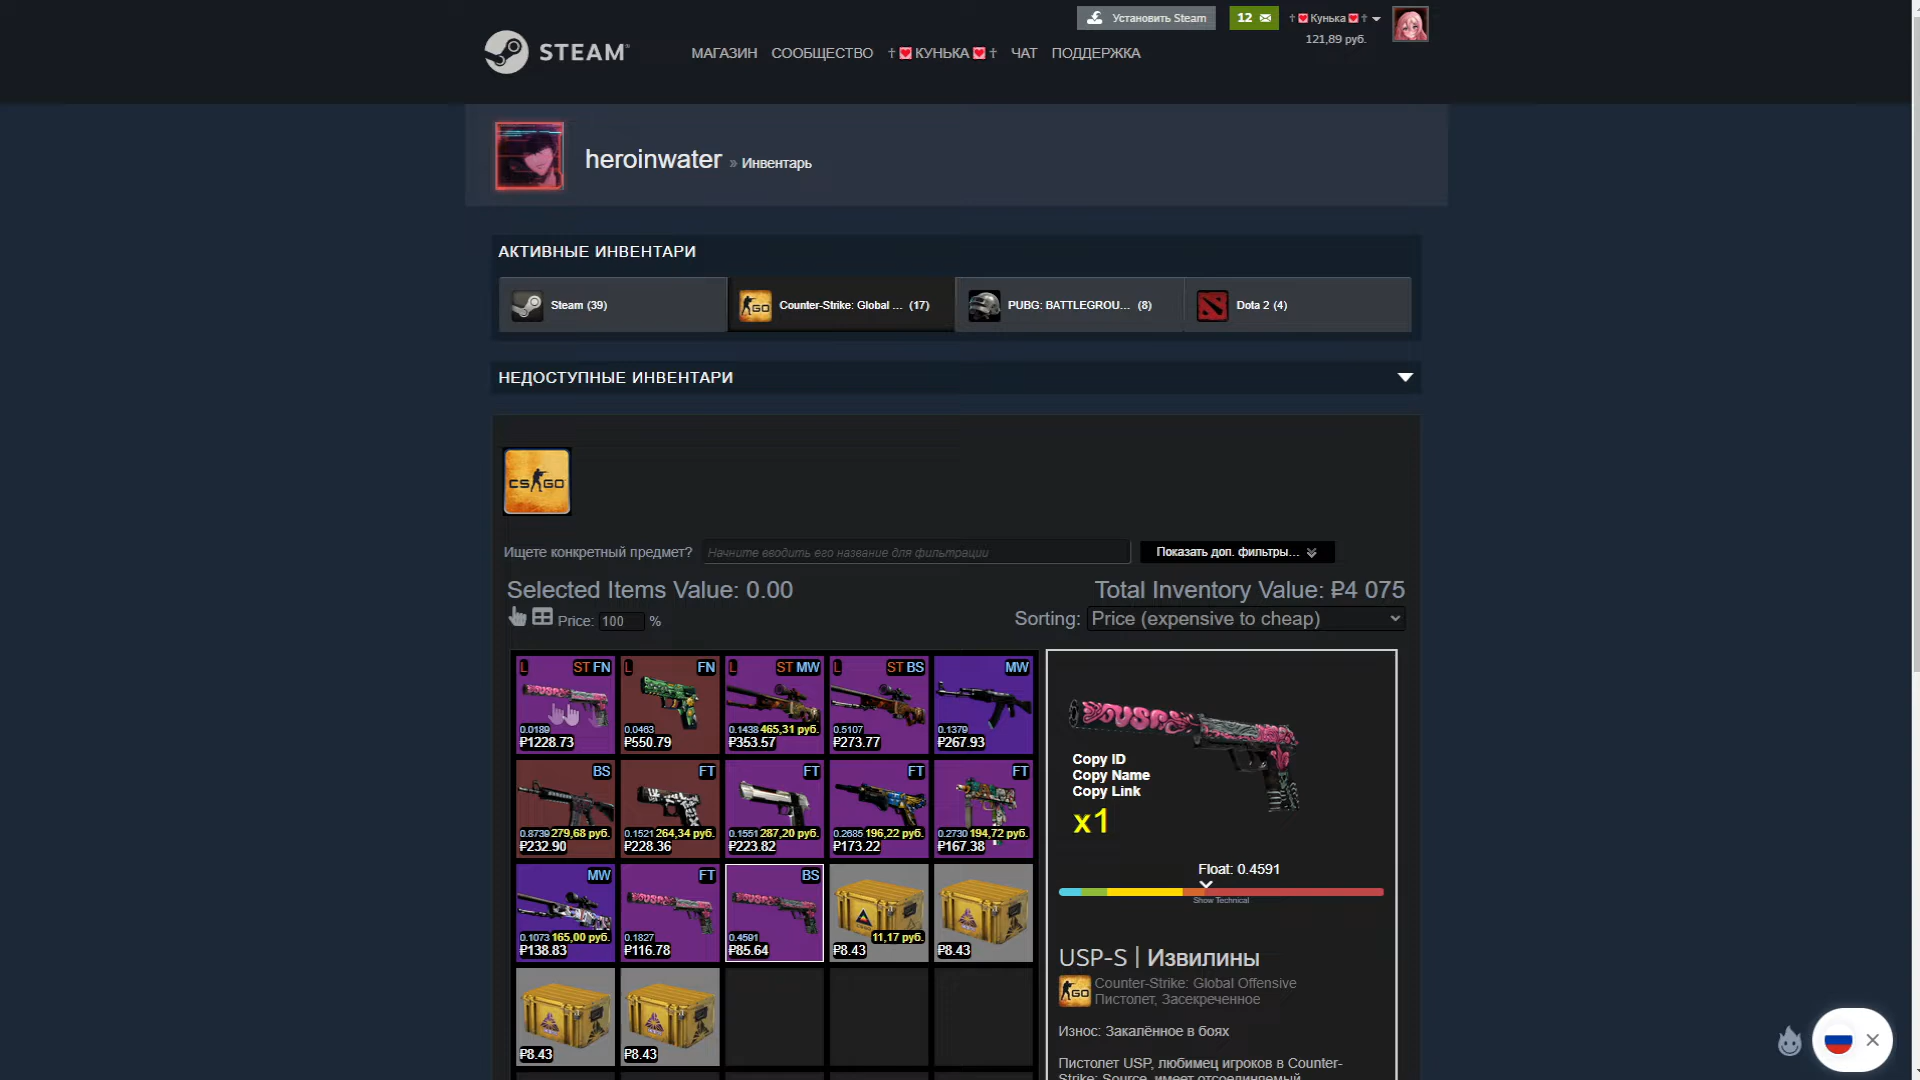 Установить Steam
12
†❤Кунька❤†
121,89 руб.
STEAM
МАГАЗИН СООБЩЕСТВО †❤КУНЬКА❤† ЧАТ ПОДДЕРЖКА
heroinwater » Инвентарь
АКТИВНЫЕ ИНВЕНТАРИ
Steam (39)
Counter-Strike: Global ... (17)
PUBG: BATTLEGROU... (8)
Dota 2 (4)
НЕДОСТУПНЫЕ ИНВЕНТАРИ
CS GO
Ищете конкретный предмет? Начните вводить его название для фильтрации
Показать доп. фильтры...
Selected Items Value: 0.00
Total Inventory Value: ₽4 075
Price: 100 %
Sorting: Price (expensive to cheap)
L ST FN
0.0189
₽1228.73
L FN
0.0463
₽550.79
L ST MW
0.1438 465,31 руб.
₽353.57
L ST BS
0.5107
₽273.77
MW
0.1379
₽267.93
BS
0.8739 279,68 руб.
₽232.90
FT
0.1521 264,34 руб.
₽228.36
FT
0.1551 287,20 руб.
₽223.82
FT
0.2685 196,22 руб.
₽173.22
FT
0.2730 194,72 руб.
₽167.38
MW
0.1073 165,00 руб.
₽138.83
FT
0.1827
₽116.78
BS
0.4591
₽85.64
11,17 руб.
₽8.43
₽8.43
₽8.43
₽8.43
Copy ID
Copy Name
Copy Link
x1
Float: 0.4591
Show Technical
USP-S | Извилины
Counter-Strike: Global Offensive
Пистолет, Засекреченное
Износ: Закалённое в боях
Пистолет USP, любимец игроков в Counter-
Strike: Source, имеет отсоединяемый